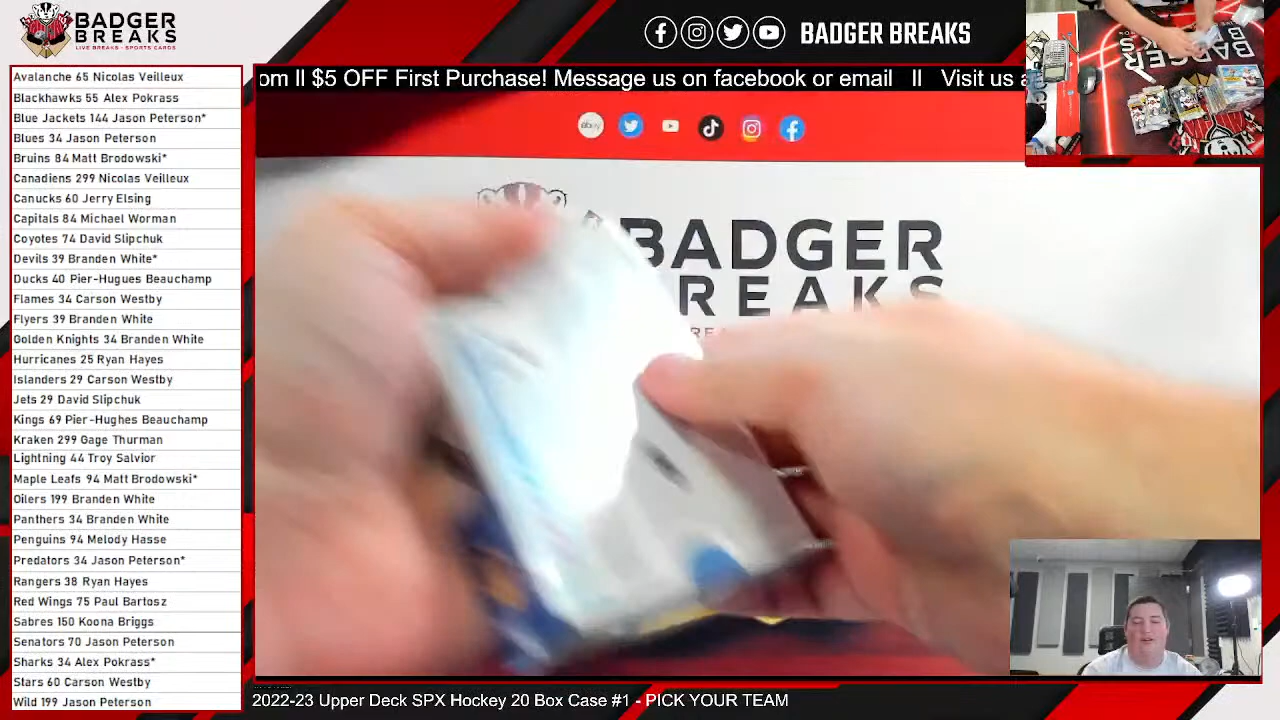 BADGER
BREAKS
LIVE BREAKS · SPORTS CARDS
BADGER BREAKS
om II $5 OFF First Purchase! Message us on facebook or email II Visit us a
Avalanche 65 Nicolas Veilleux
Blackhawks 55 Alex Pokrass
Blue Jackets 144 Jason Peterson*
Blues 34 Jason Peterson
Bruins 84 Matt Brodowski*
Canadiens 299 Nicolas Veilleux
Canucks 60 Jerry Elsing
Capitals 84 Michael Worman
Coyotes 74 David Slipchuk
Devils 39 Branden White*
Ducks 40 Pier-Hugues Beauchamp
Flames 34 Carson Westby
Flyers 39 Branden White
Golden Knights 34 Branden White
Hurricanes 25 Ryan Hayes
Islanders 29 Carson Westby
Jets 29 David Slipchuk
Kings 69 Pier-Hughes Beauchamp
Kraken 299 Gage Thurman
Lightning 44 Troy Salvior
Maple Leafs 94 Matt Brodowski*
Oilers 199 Branden White
Panthers 34 Branden White
Penguins 94 Melody Hasse
Predators 34 Jason Peterson*
Rangers 38 Ryan Hayes
Red Wings 75 Paul Bartosz
Sabres 150 Koona Briggs
Senators 70 Jason Peterson
Sharks 34 Alex Pokrass*
Stars 60 Carson Westby
Wild 199 Jason Peterson
ebay
BADGER
REAKS
2022-23 Upper Deck SPX Hockey 20 Box Case #1 - PICK YOUR TEAM